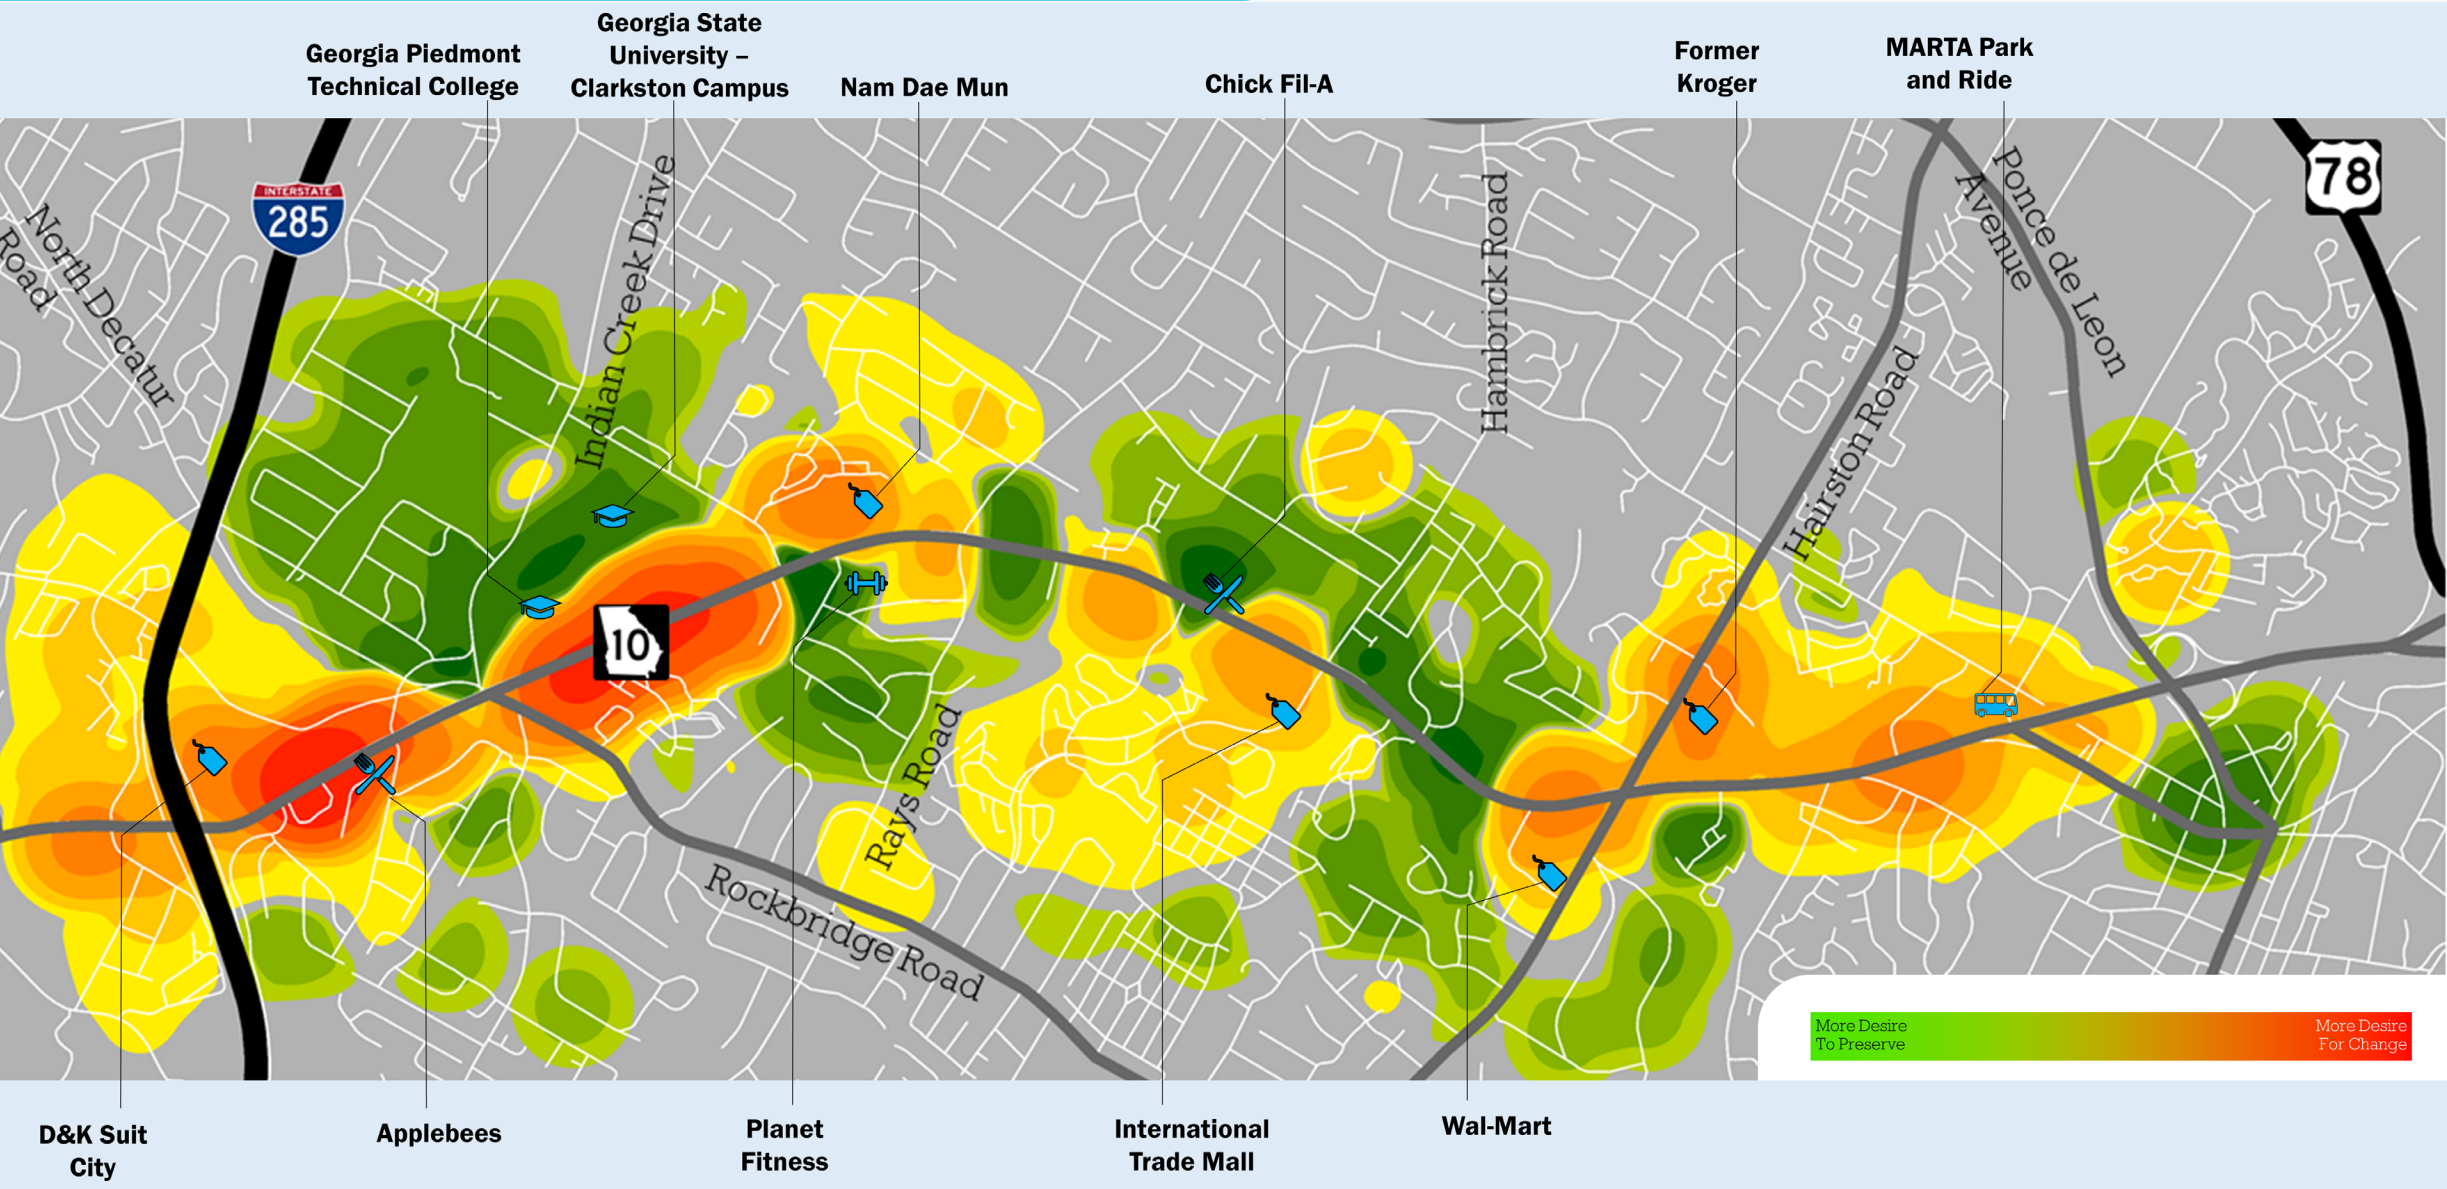 Georgia Piedmont
Technical College
Georgia State
University –
Clarkston Campus
Nam Dae Mun
Chick Fil-A
Former
Kroger
MARTA Park
and Ride
INTERSTATE
285
78
10
North Decatur
Road
Indian Creek Drive
Hambrick Road
Hairston Road
Ponce de Leon
Avenue
Rays Road
Rockbridge Road
More Desire
To Preserve
More Desire
For Change
D&K Suit
City
Applebees
Planet
Fitness
International
Trade Mall
Wal-Mart